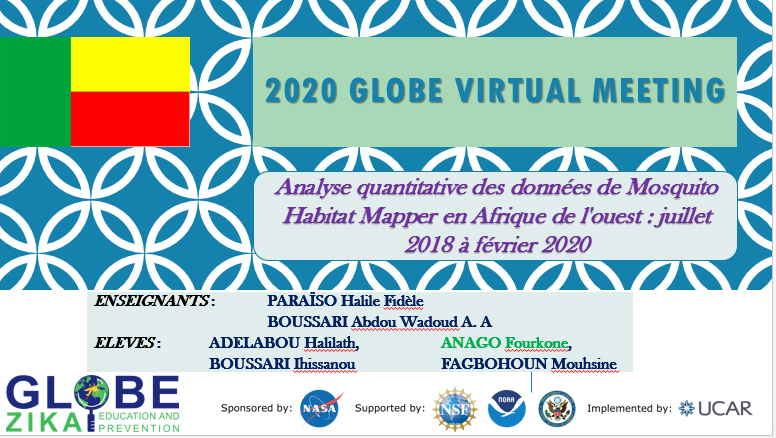 2020 GLOBE VIRTUAL MEETING
Analyse quantitative des données de Mosquito
Habitat Mapper en Afrique de l'ouest : juillet
2018 à février 2020
ENSEIGNANTS : PARAÏSO Halile Fidèle
BOUSSARI Abdou Wadoud A. A
ELEVES : ADELABOU Halilath, ANAGO Fourkone,
BOUSSARI Ihissanou FAGBOHOUN Mouhsine
GLOBE
ZIKA EDUCATION AND
PREVENTION
Sponsored by: NASA Supported by: NSF NOAA Implemented by: UCAR